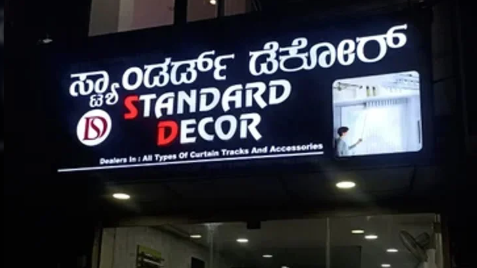 ಸ್ಟ್ಯಾಂಡರ್ಡ್ ಡೆಕೋರ್
STANDARD
DECOR
DS
Dealers In : All Types Of Curtain Tracks And Accessories